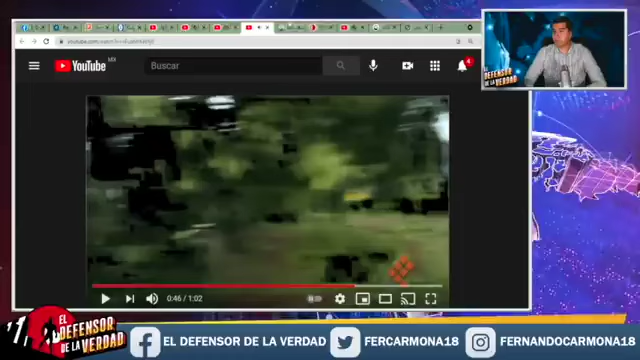 YouTube MX
Buscar
4
EL DEFENSOR
DE LA VERDAD
0:46 / 1:02
EL
DEFENSOR
DE LA VERDAD
EL DEFENSOR DE LA VERDAD
FERCARMONA18
FERNANDOCARMONA18